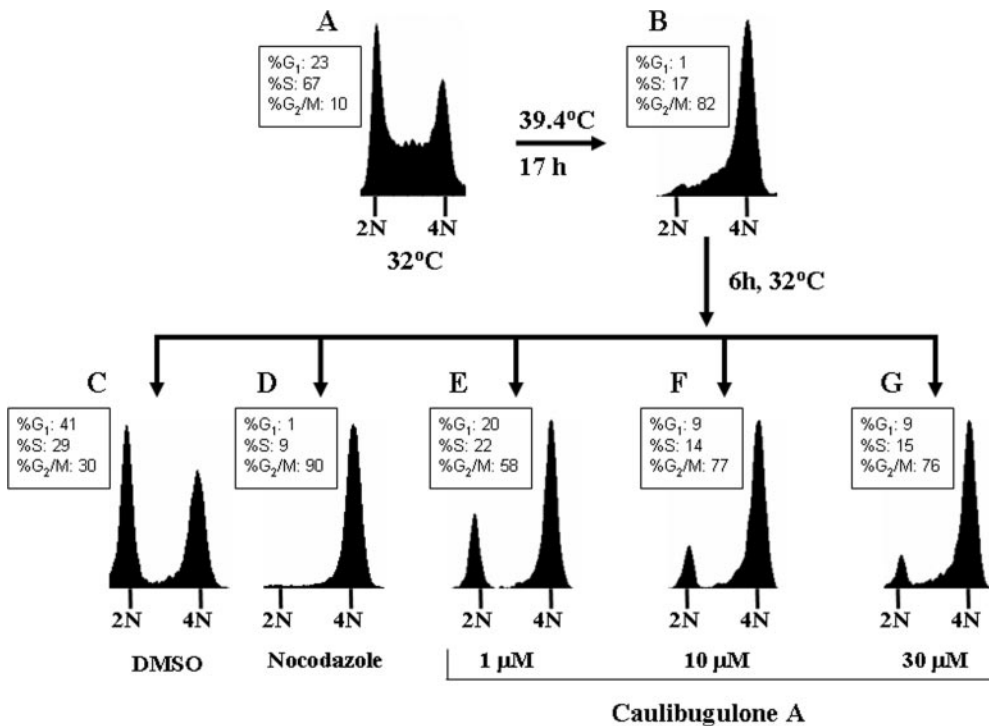 A
%G₁: 23
%S: 67
%G₂/M: 10
2N 4N
32ºC
39.4ºC
17 h
B
%G₁: 1
%S: 17
%G₂/M: 82
2N 4N
6h, 32ºC
C
%G₁: 41
%S: 29
%G₂/M: 30
2N 4N
DMSO
D
%G₁: 1
%S: 9
%G₂/M: 90
2N 4N
Nocodazole
E
%G₁: 20
%S: 22
%G₂/M: 58
2N 4N
1 µM
F
%G₁: 9
%S: 14
%G₂/M: 77
2N 4N
10 µM
G
%G₁: 9
%S: 15
%G₂/M: 76
2N 4N
30 µM
Caulibugulone A